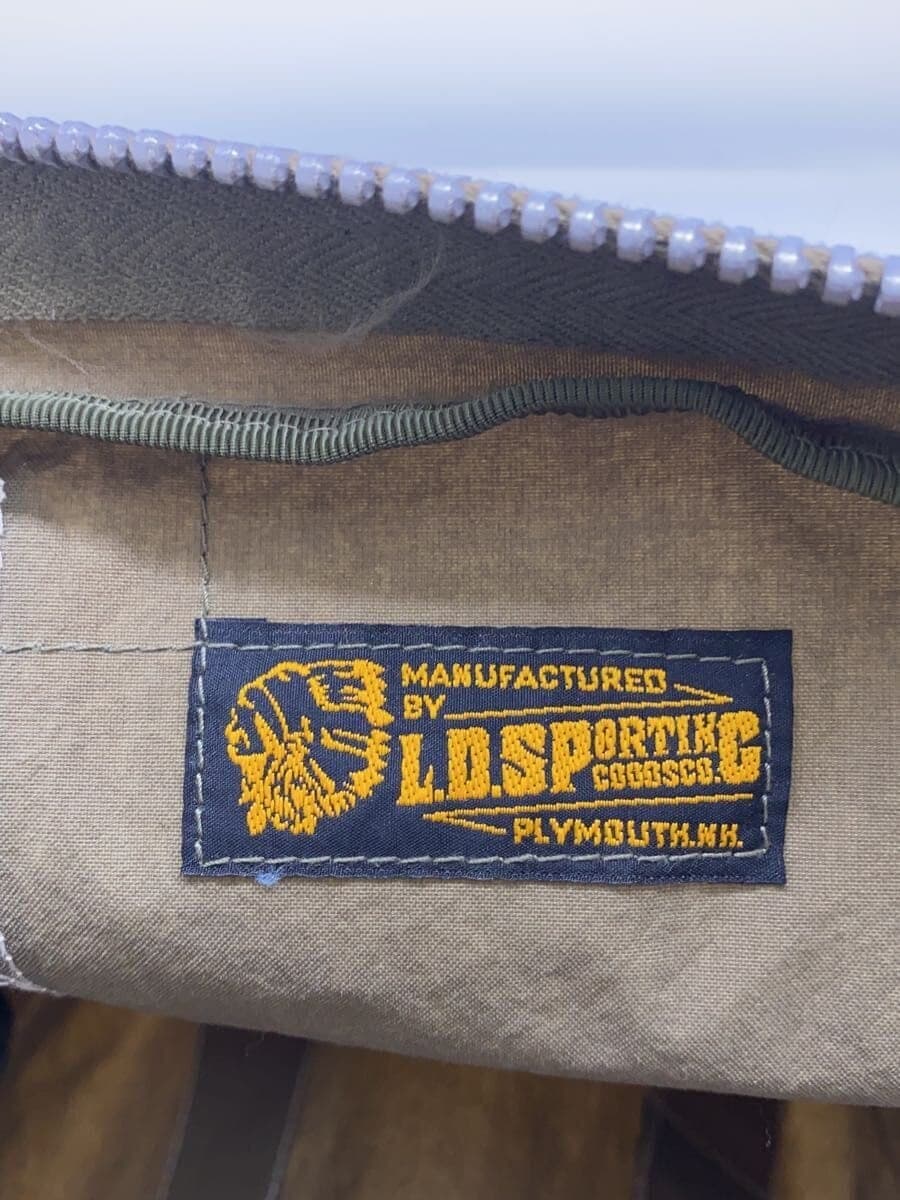 MANUFACTURED
BY
L.D.SPORTING
GOODSCO.
PLYMOUTH.NH.